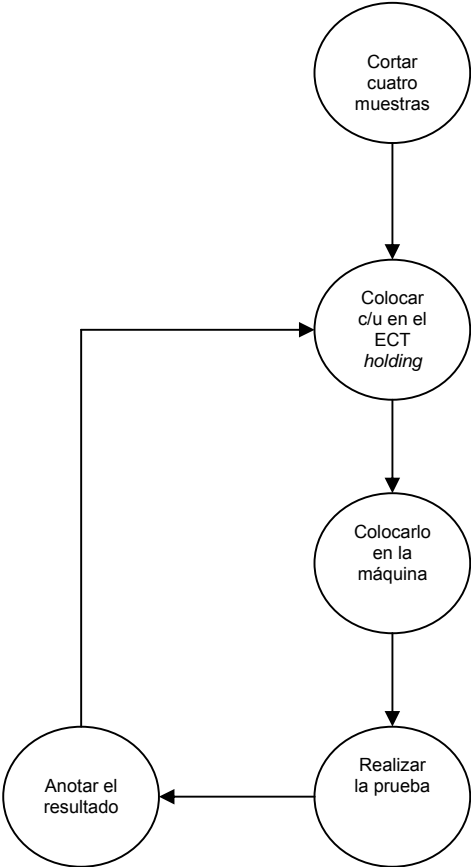 Cortar
cuatro
muestras
Colocar
c/u en el
ECT
holding
Colocarlo
en la
máquina
Realizar
la prueba
Anotar el
resultado